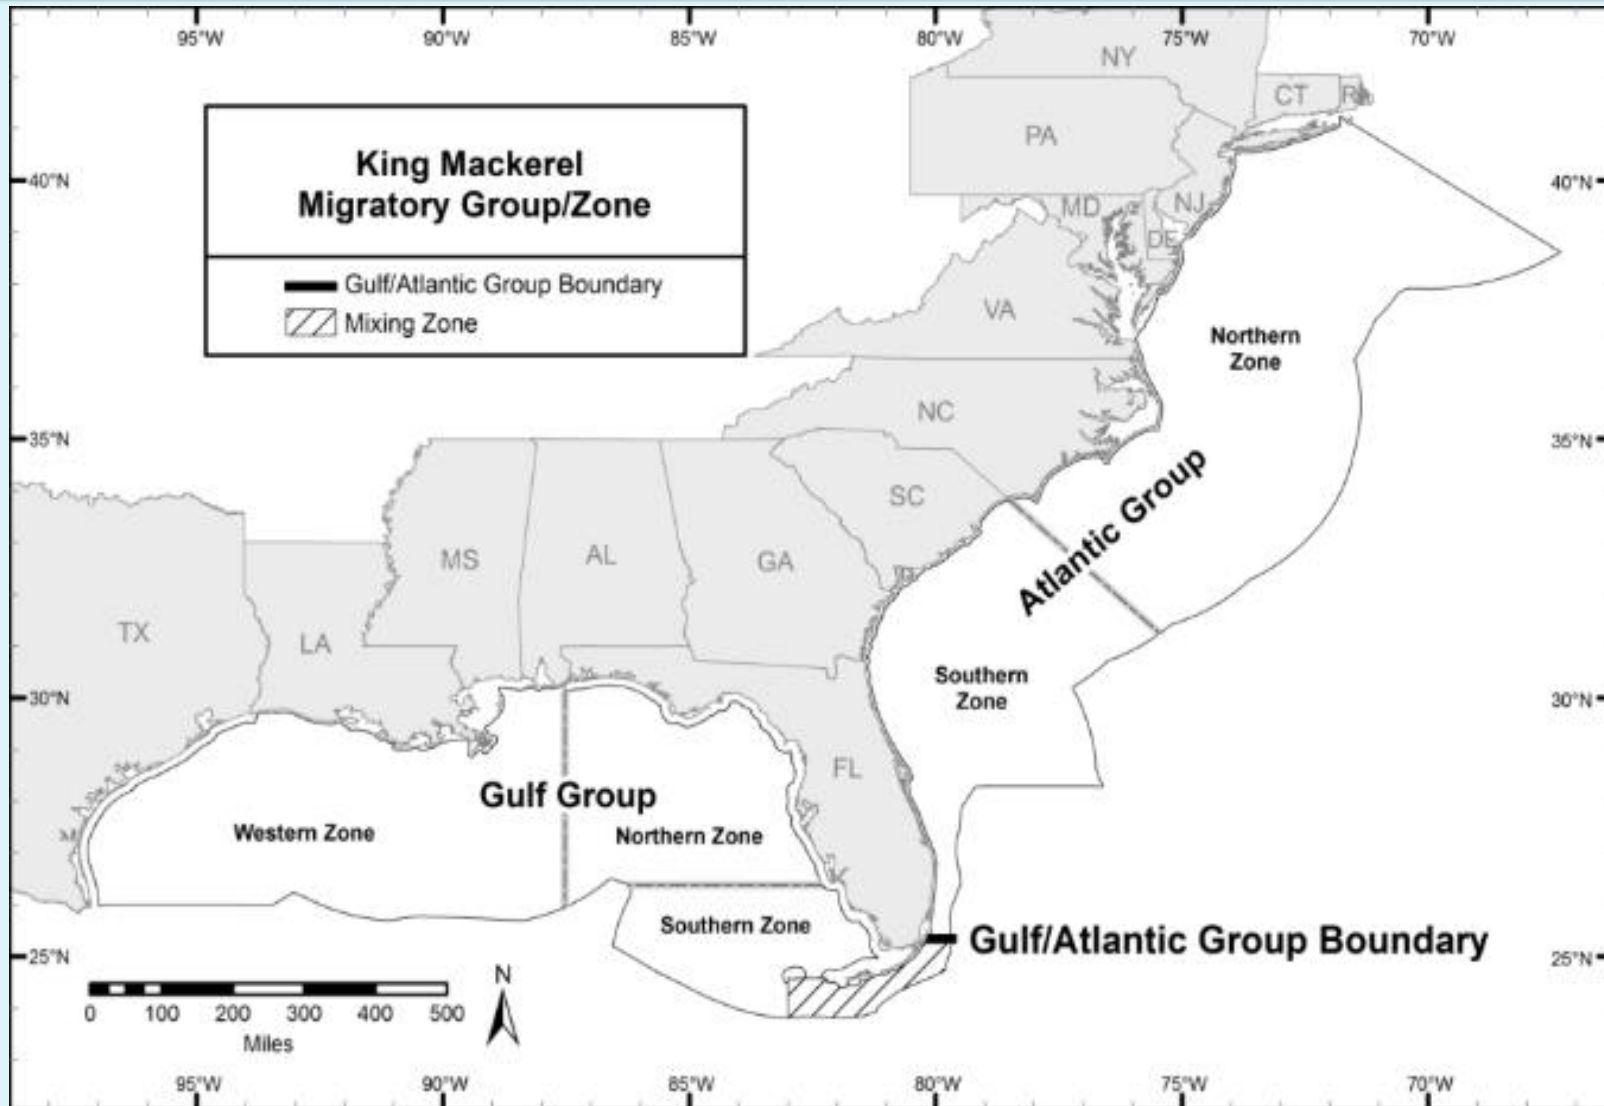 95°W 90°W 85°W 80°W 75°W 70°W
NY
CT RI
PA
King Mackerel
Migratory Group/Zone
40°N 40°N
MD NJ
DE
Gulf/Atlantic Group Boundary
Mixing Zone
VA
Northern
Zone
NC
35°N 35°N
Atlantic Group
SC
MS AL GA
TX LA
Southern
Zone
30°N 30°N
FL
Gulf Group
Western Zone
Northern Zone
Southern Zone
Gulf/Atlantic Group Boundary
25°N 25°N
N
0 100 200 300 400 500
Miles
95°W 90°W 85°W 80°W 75°W 70°W